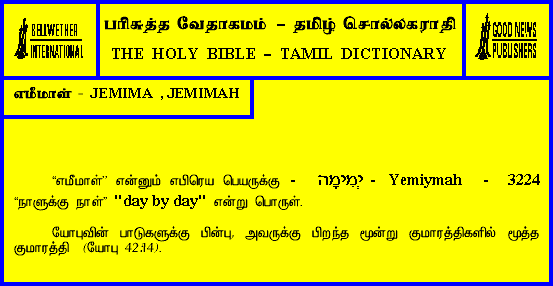 BELLWETHER
INTERNATIONAL
பரிசுத்த வேதாகமம் – தமிழ் சொல்லகராதி
THE HOLY BIBLE – TAMIL DICTIONARY
GOOD NEWS
PUBLISHERS
எமீமாள் - JEMIMA , JEMIMAH
“எமீமாள்” என்னும் எபிரெய பெயருக்கு - יְמִימָה - Yemiymah - 3224
“நாளுக்கு நாள்” "day by day" என்று பொருள்.
யோபுவின் பாடுகளுக்கு பின்பு, அவருக்கு பிறந்த மூன்று குமாரத்திகளில் மூத்த
குமாரத்தி (யோபு 42:14).